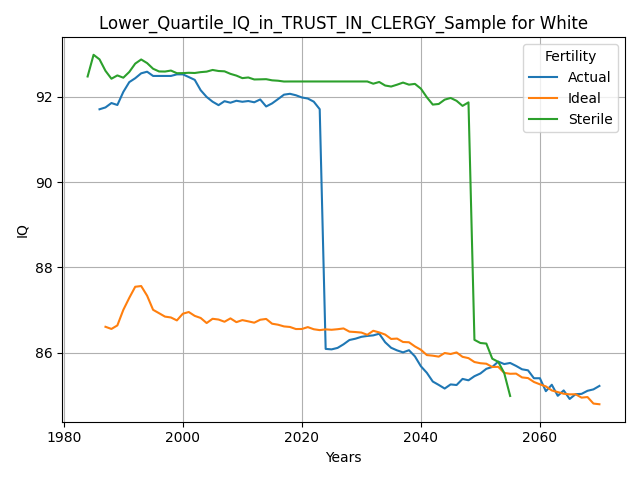 Lower_Quartile_IQ_in_TRUST_IN_CLERGY_Sample for White
Fertility
Actual
Ideal
Sterile
92
90
88
86
IQ
1980
2000
2020
2040
2060
Years